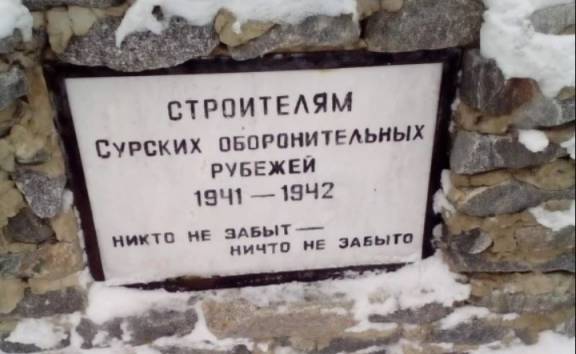 СТРОИТЕЛЯМ
СУРСКИХ ОБОРОНИТЕЛЬНЫХ
РУБЕЖЕЙ
1941 — 1942
НИКТО НЕ ЗАБЫТ —
НИЧТО НЕ ЗАБЫТО